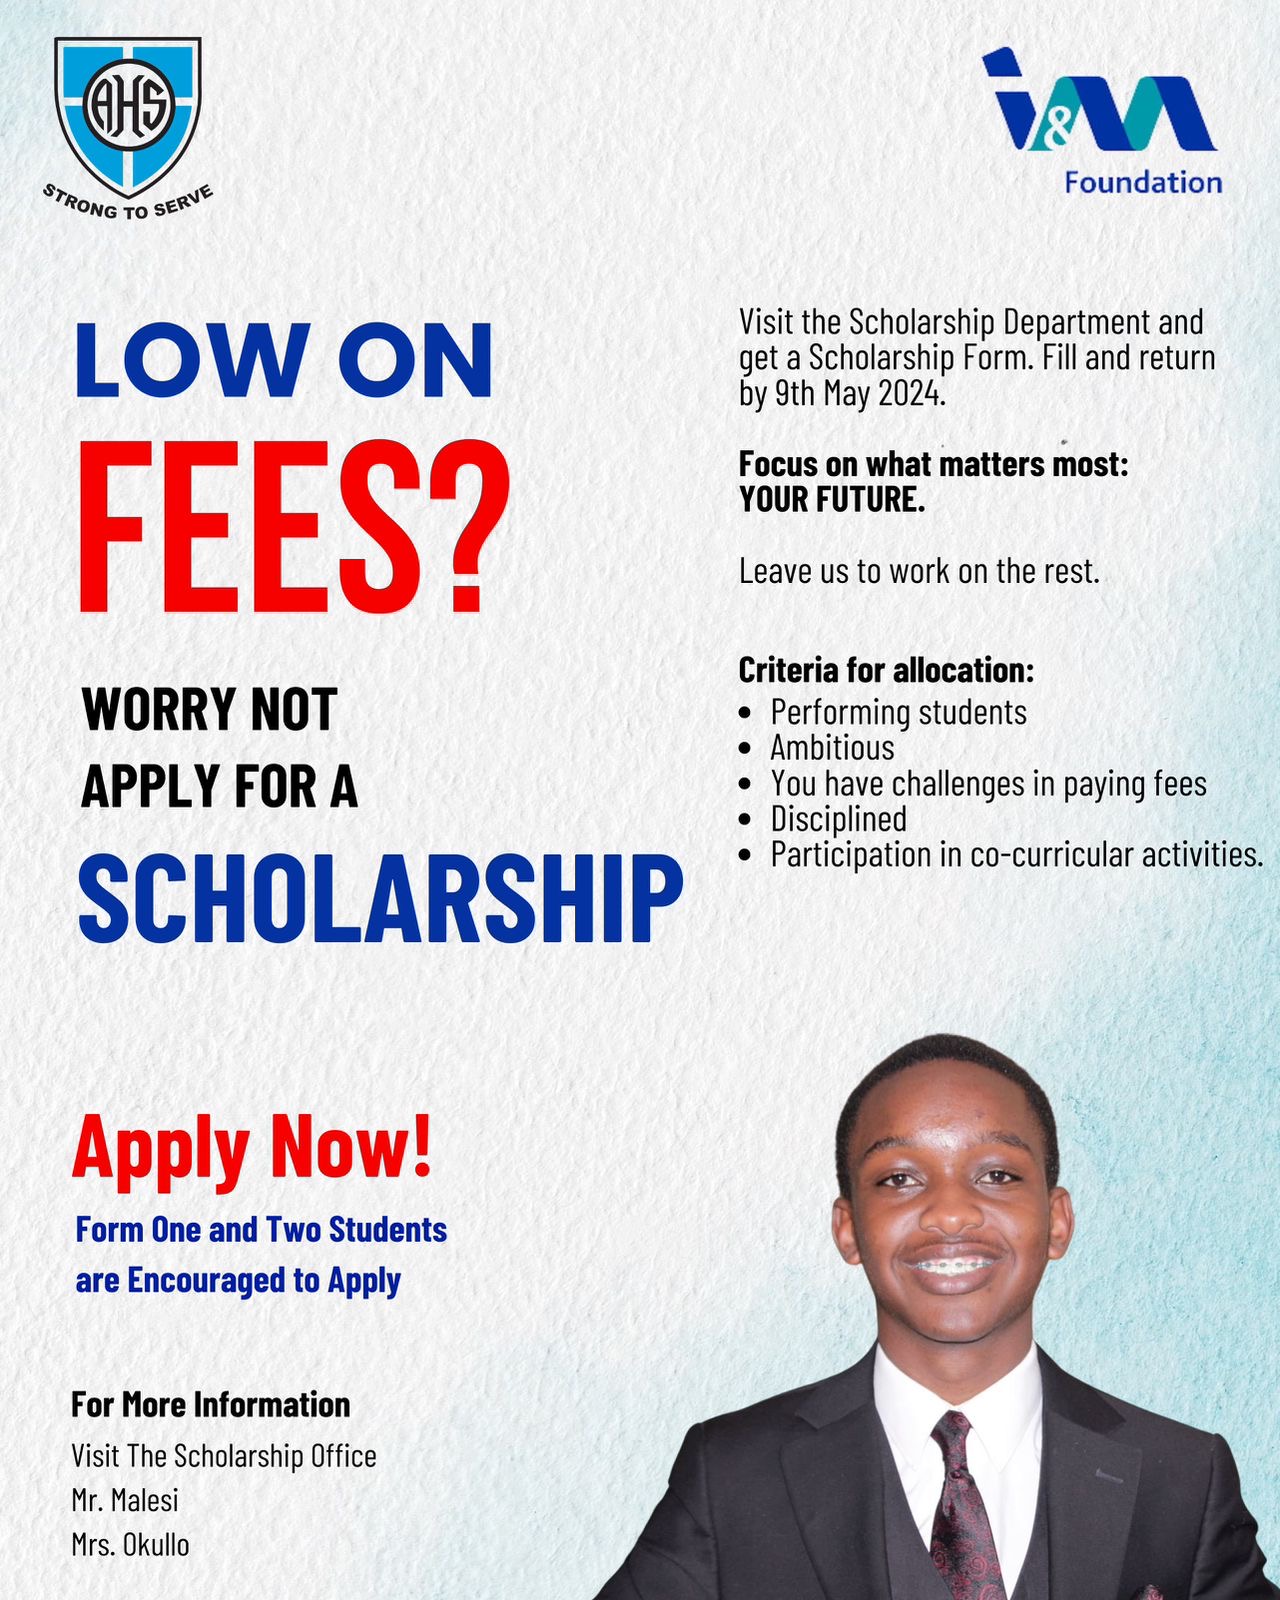 AHS
STRONG TO SERVE
i&m
Foundation
LOW ON
FEES?
WORRY NOT
APPLY FOR A
SCHOLARSHIP
Visit the Scholarship Department and
get a Scholarship Form. Fill and return
by 9th May 2024.
Focus on what matters most:
YOUR FUTURE.
Leave us to work on the rest.
Criteria for allocation:
• Performing students
• Ambitious
• You have challenges in paying fees
• Disciplined
• Participation in co-curricular activities.
Apply Now!
Form One and Two Students
are Encouraged to Apply
For More Information
Visit The Scholarship Office
Mr. Malesi
Mrs. Okullo